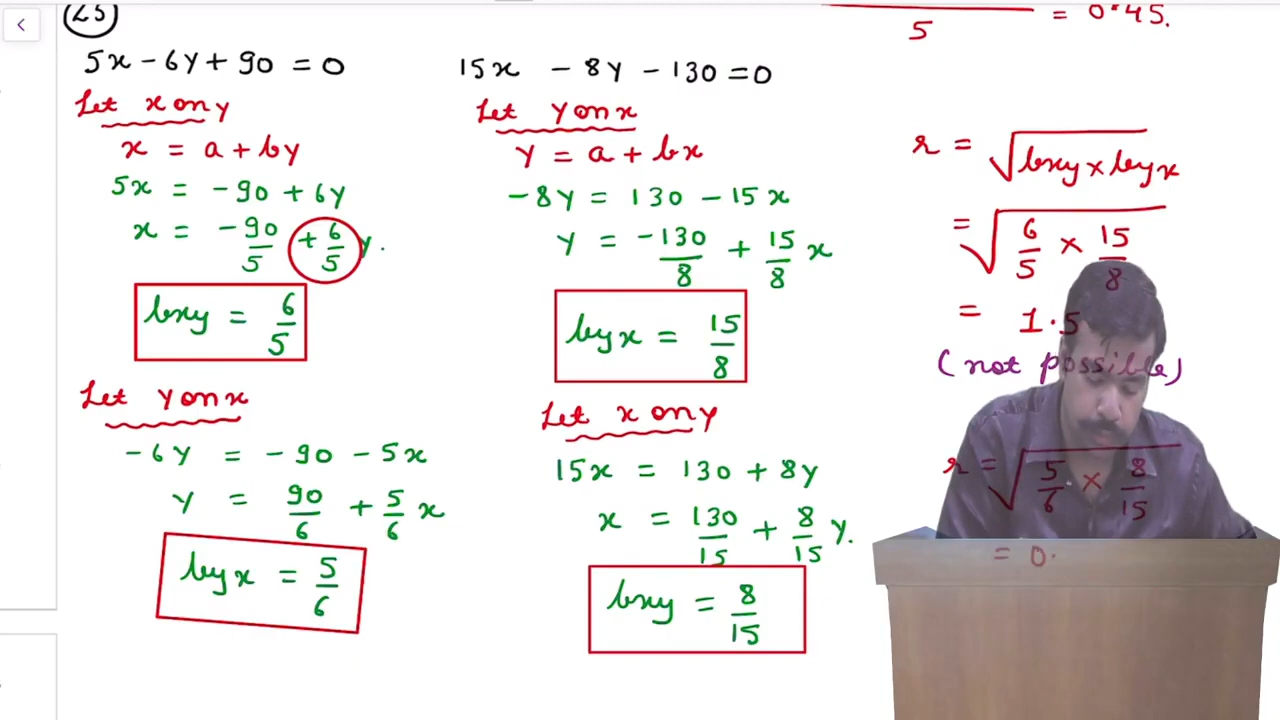 25
5x - 6y + 90 = 0
Let x on y
x = a + by
5x = -90 + 6y
x = -90/5 + 6/5 y.
bxy = 6/5
Let y on x
-6y = -90 - 5x
y = 90/6 + 5/6 x
byx = 5/6
15x - 8y - 130 = 0
Let y on x
y = a + bx
-8y = 130 - 15x
y = -130/8 + 15/8 x
byx = 15/8
Let x on y
15x = 130 + 8y
x = 130/15 + 8/15 y.
bxy = 8/15
5 = 0.45.
r = √bxy × byx
= √6/5 × 15/8
= 1.5
(not possible)
r = √5/6 × 8/15
= 0.